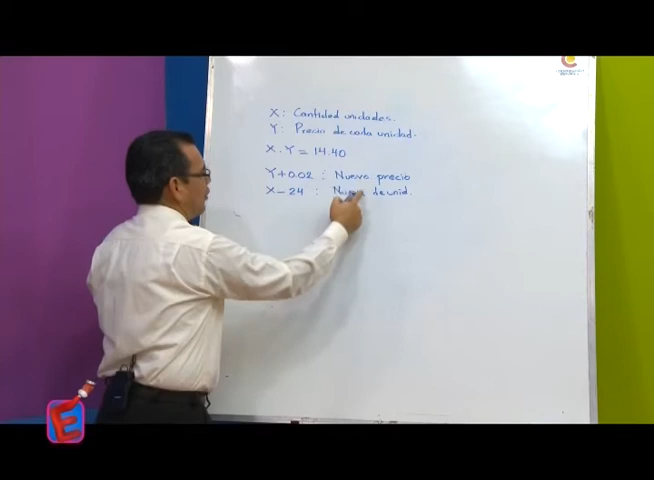 X: Cantidad unidades.
Y: Precio de cada unidad.
X.Y = 14.40
Y+0.02 : Nuevo precio
X-24 : de unid.
E